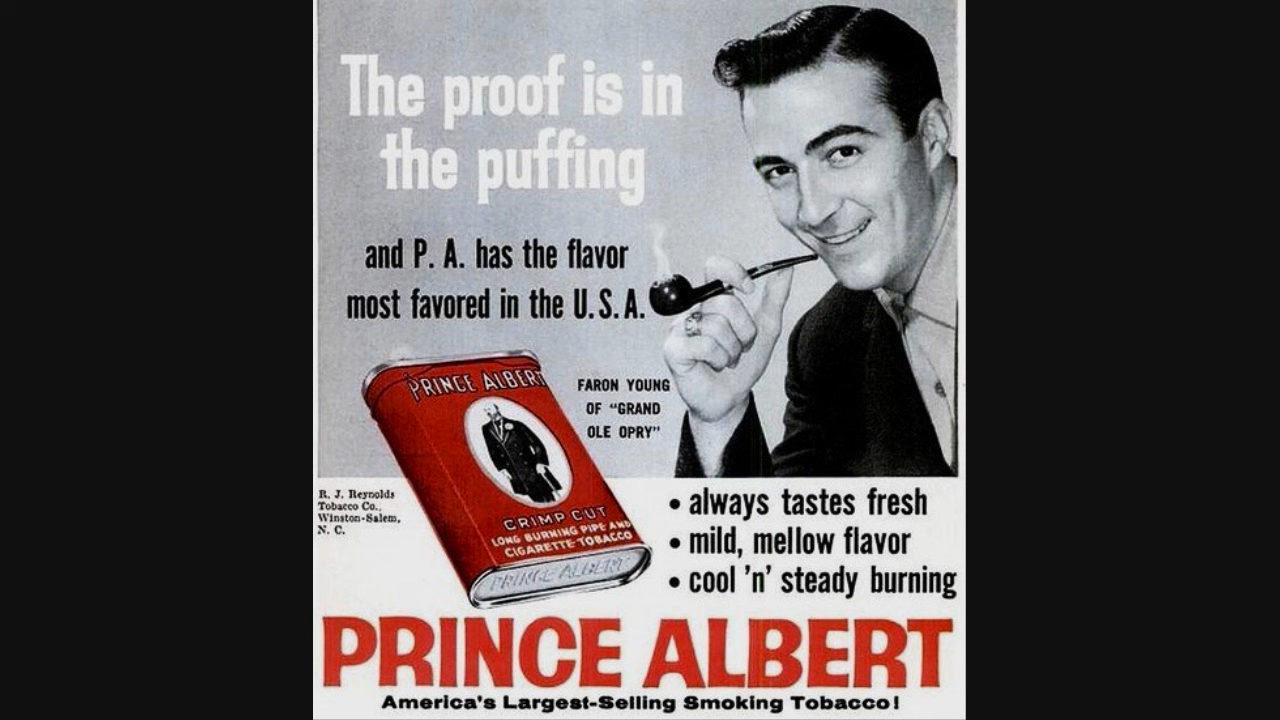 The proof is in
the puffing
and P. A. has the flavor
most favored in the U.S.A.
PRINCE ALBERT
CRIMP CUT
LONG BURNING PIPE AND
CIGARETTE TOBACCO
PRINCE ALBERT
FARON YOUNG
OF "GRAND
OLE OPRY"
R. J. Reynolds
Tobacco Co.,
Winston-Salem,
N. C.
• always tastes fresh
• mild, mellow flavor
• cool 'n' steady burning
PRINCE ALBERT
America's Largest-Selling Smoking Tobacco!